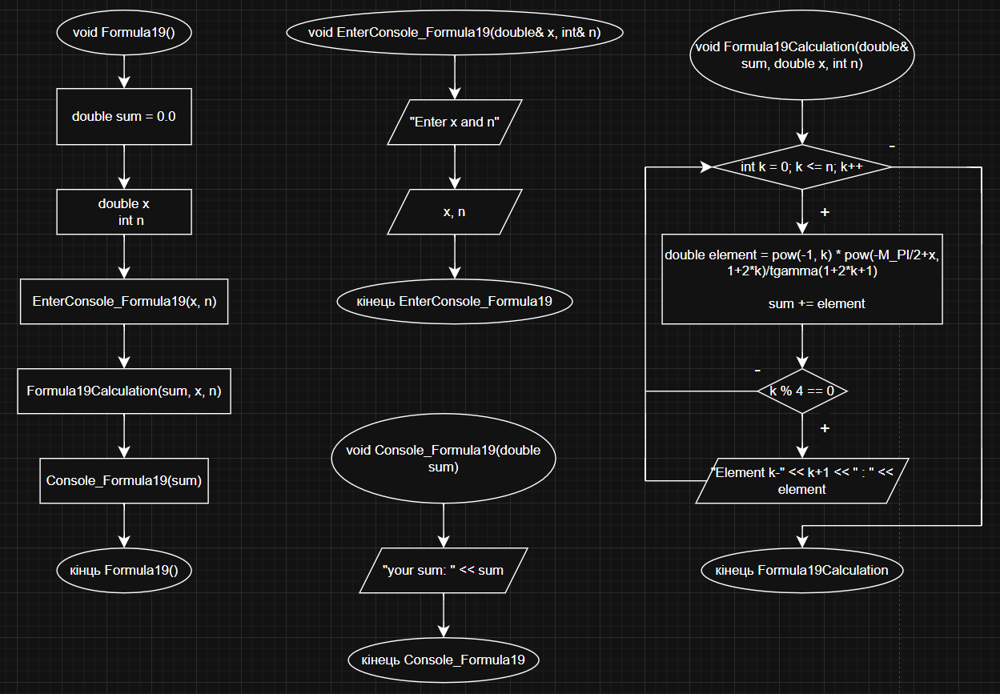 void Formula19()
double sum = 0.0
double x
int n
EnterConsole_Formula19(x, n)
Formula19Calculation(sum, x, n)
Console_Formula19(sum)
кінць Formula19()
void EnterConsole_Formula19(double& x, int& n)
"Enter x and n"
x, n
кінець EnterConsole_Formula19
void Console_Formula19(double
sum)
"your sum: " << sum
кінець Console_Formula19
void Formula19Calculation(double&
sum, double x, int n)
-
int k = 0; k <= n; k++
+
double element = pow(-1, k) * pow(-M_PI/2+x,
1+2*k)/tgamma(1+2*k+1)
sum += element
-
k % 4 == 0
+
"Element k-" << k+1 << " : " <<
element
кінець Formula19Calculation